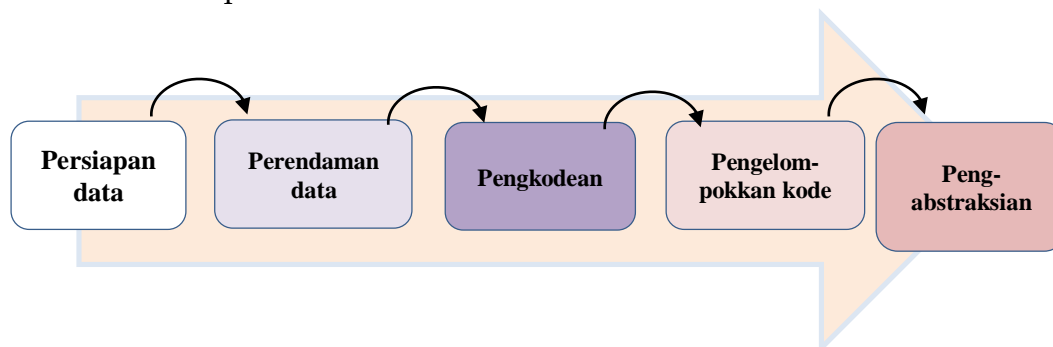 Persiapan
data
Perendaman
data
Pengkodean
Pengelom-
pokkan kode
Peng-
abstraksian